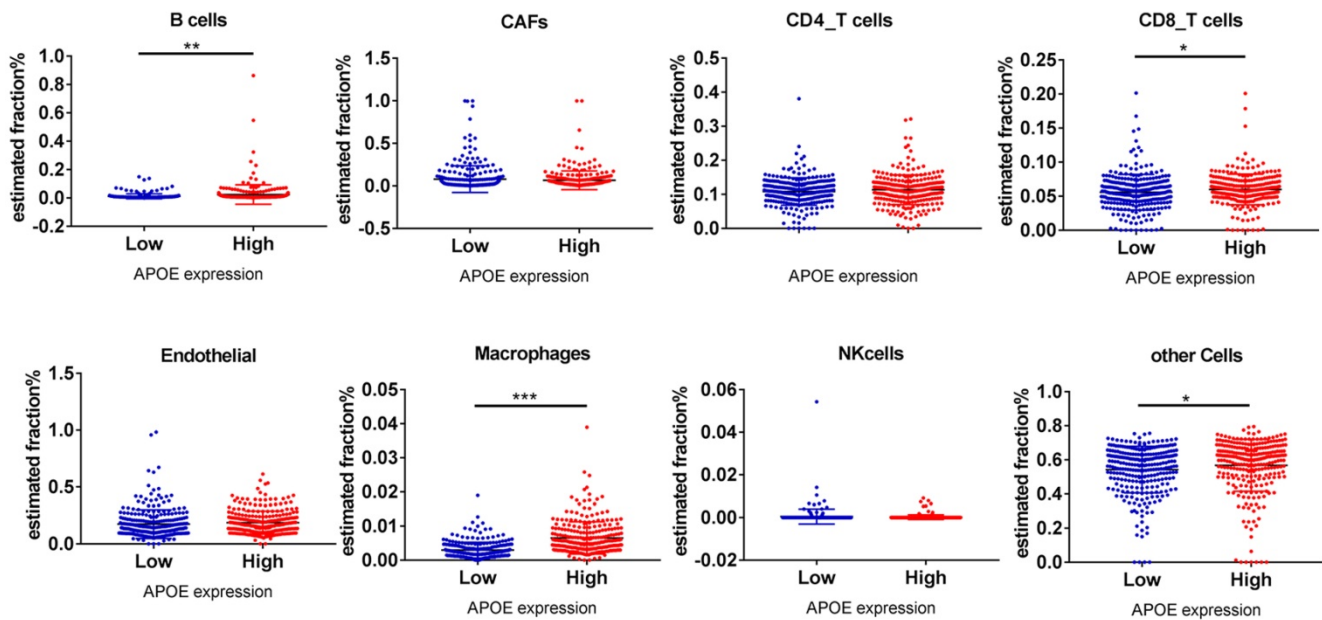 B cells
**
estimated fraction%
1.0
0.8
0.6
0.4
0.2
0.0
-0.2
Low High
APOE expression
CAFs
estimated fraction%
1.5
1.0
0.5
0.0
-0.5
Low High
APOE expression
CD4_T cells
estimated fraction%
0.5
0.4
0.3
0.2
0.1
0.0
Low High
APOE expression
CD8_T cells
*
estimated fraction%
0.25
0.20
0.15
0.10
0.05
0.00
Low High
APOE expression
Endothelial
estimated fraction%
1.5
1.0
0.5
0.0
Low High
APOE expression
Macrophages
***
estimated fraction%
0.05
0.04
0.03
0.02
0.01
0.00
Low High
APOE expression
NKcells
estimated fraction%
0.06
0.04
0.02
0.00
-0.02
Low High
APOE expression
other Cells
*
estimated fraction%
1.0
0.8
0.6
0.4
0.2
0.0
Low High
APOE expression